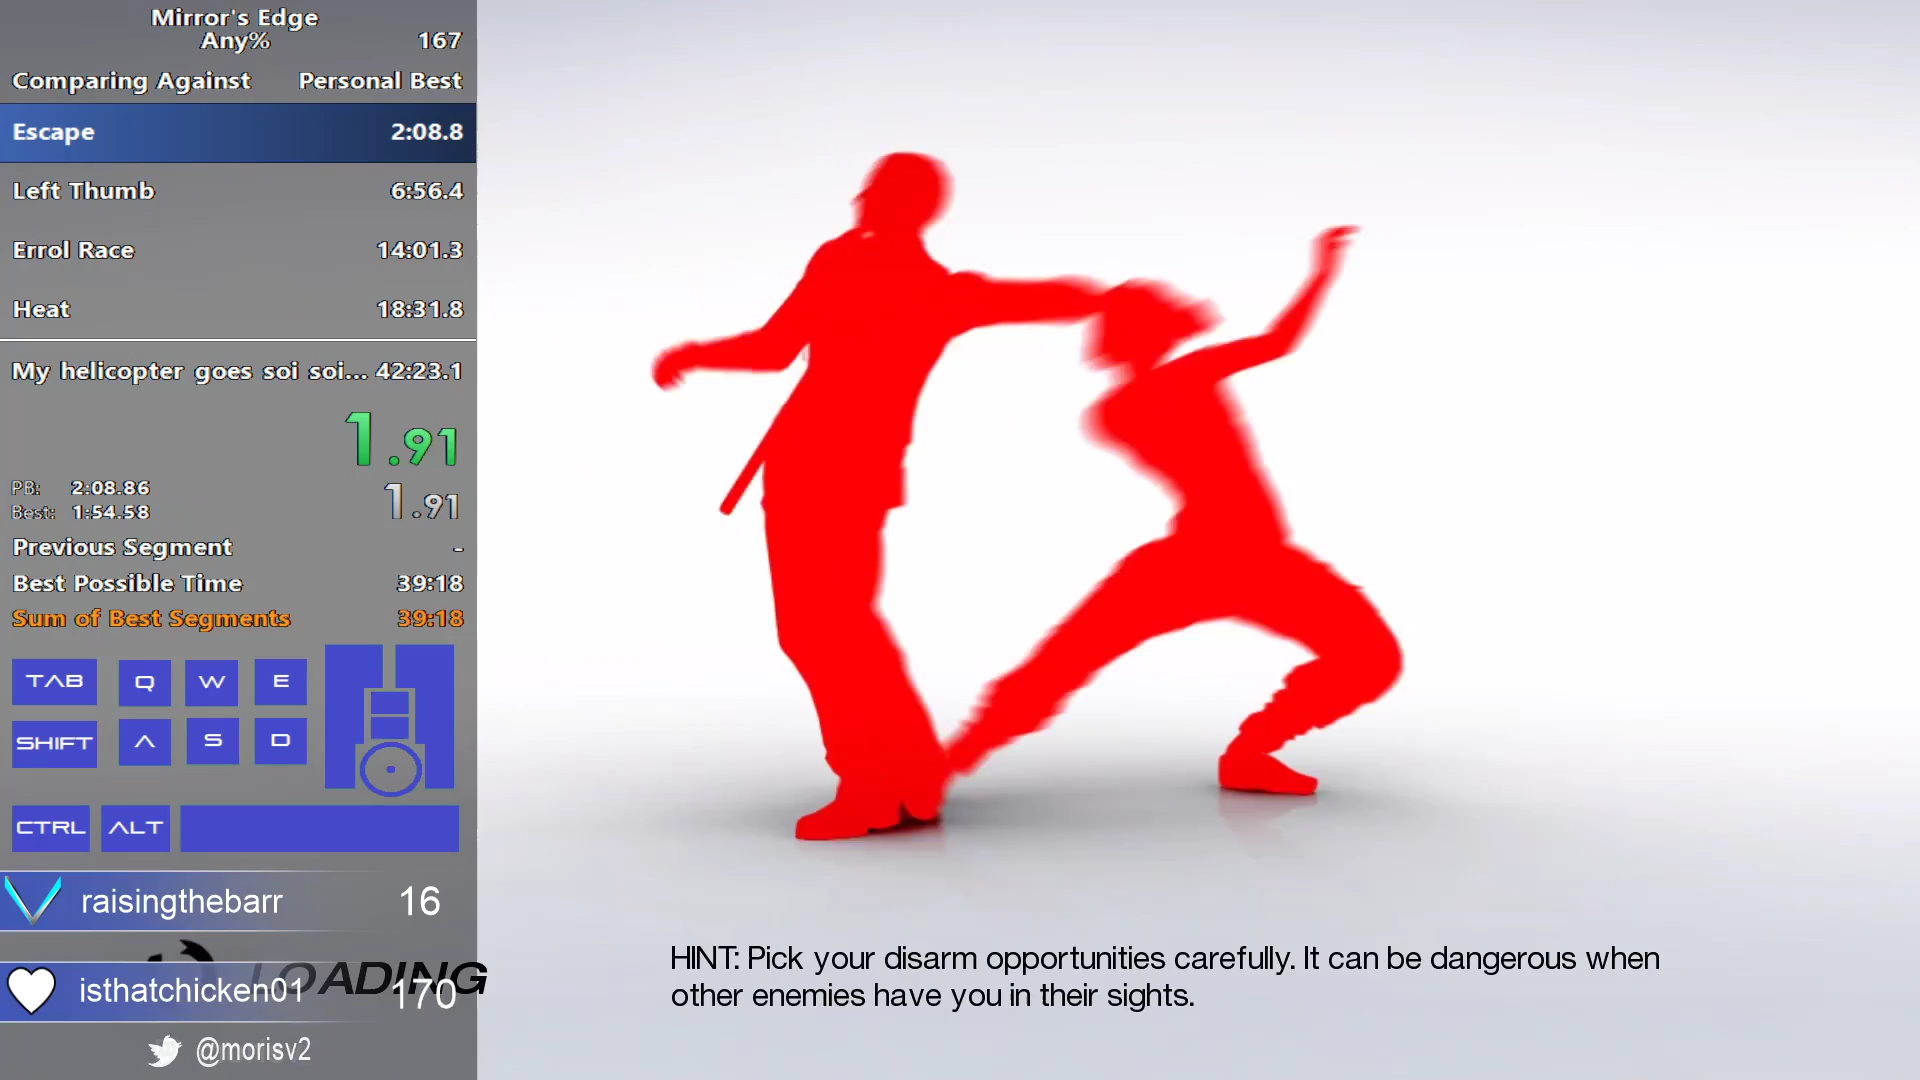 Mirror's Edge
Any% 167
Comparing Against Personal Best
Escape 2:08.8
Left Thumb 6:56.4
Errol Race 14:01.3
Heat 18:31.8
My helicopter goes soi soi... 42:23.1
1.91
PB: 2:08.86
Best: 1:54.58
1.91
Previous Segment -
Best Possible Time 39:18
Sum of Best Segments 39:18
TAB Q W E
SHIFT A S D
CTRL ALT
raisingthebarr 16
LOADING
isthatchicken01 170
@morisv2
HINT: Pick your disarm opportunities carefully. It can be dangerous when
other enemies have you in their sights.